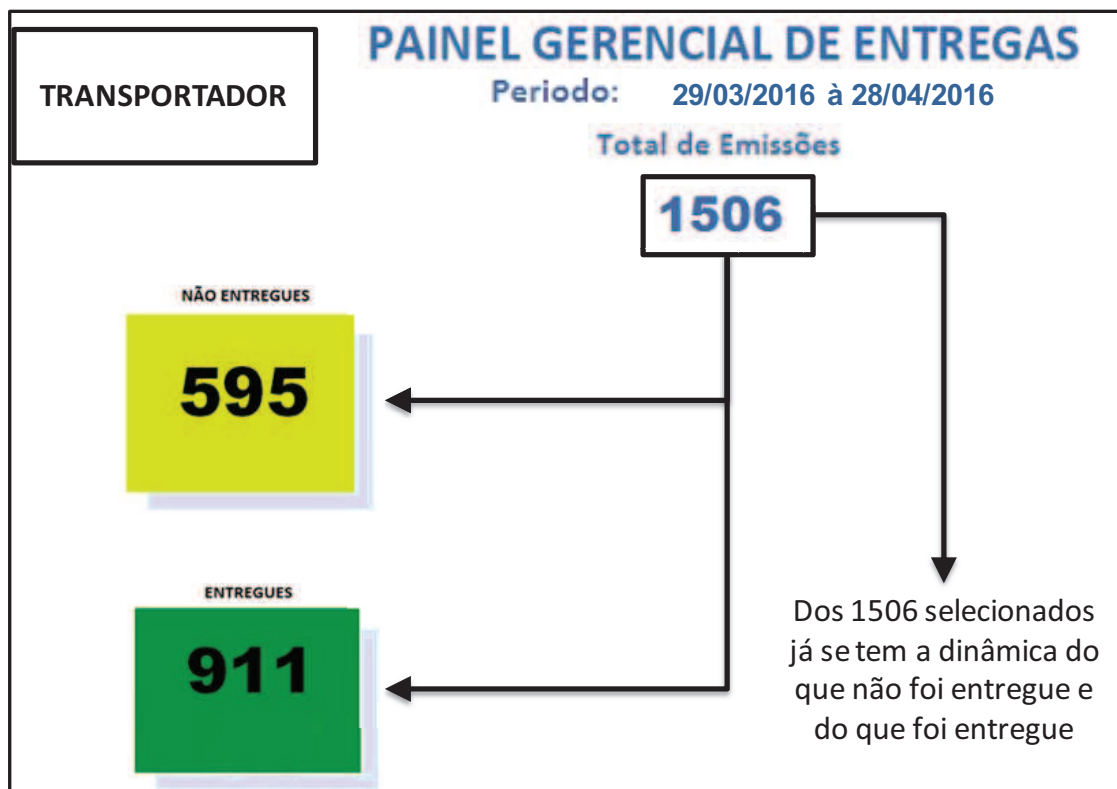 TRANSPORTADOR
PAINEL GERENCIAL DE ENTREGAS
Periodo: 29/03/2016 à 28/04/2016
Total de Emissões
1506
NÃO ENTREGUES
595
ENTREGUES
911
Dos 1506 selecionados
já se tem a dinâmica do
que não foi entregue e
do que foi entregue